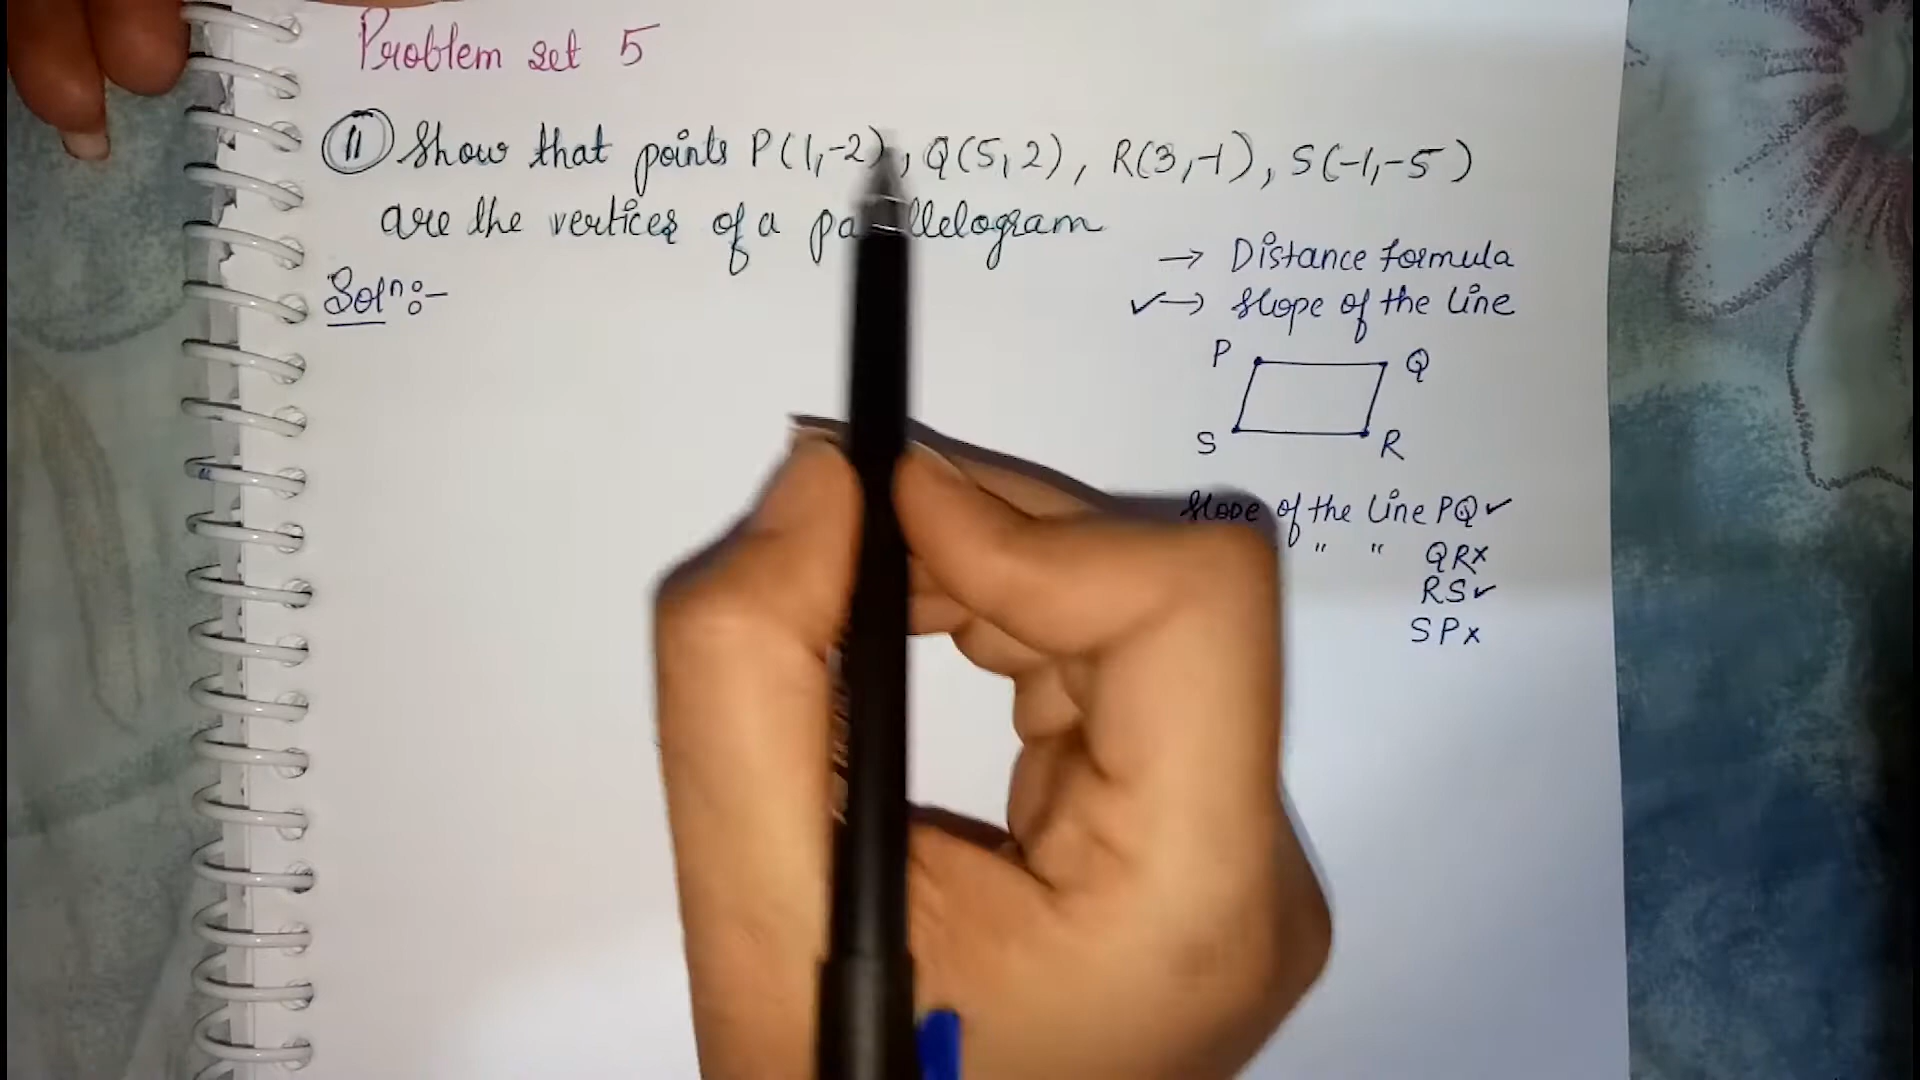 Problem set 5
11 Show that points P(1,-2), Q(5,2), R(3,-1), S(-1,-5)
are the vertices of a pa llelogram
→ Distance formula
Solⁿ:-
✓→ Slope of the line
P Q
S R
Slope of the line PQ✓
" " QR×
RS✓
SP×